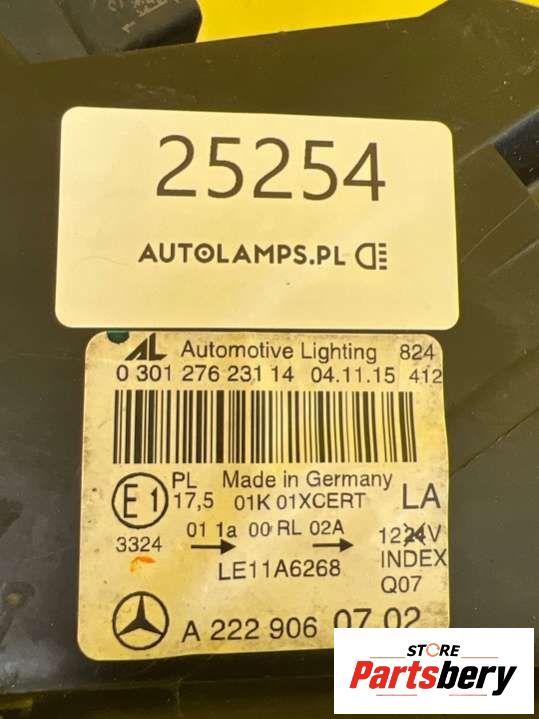 25254
AUTOLAMPS.PL
AL Automotive Lighting 824
0 301 276 231 14 04.11.15 412
E1 PL Made in Germany
17,5 01K 01XCERT LA
01 1a 00 RL 02A
3324 → → 1224V
LE11A6268 INDEX
Q07
A 222 906 07 02
STORE
Partsbery